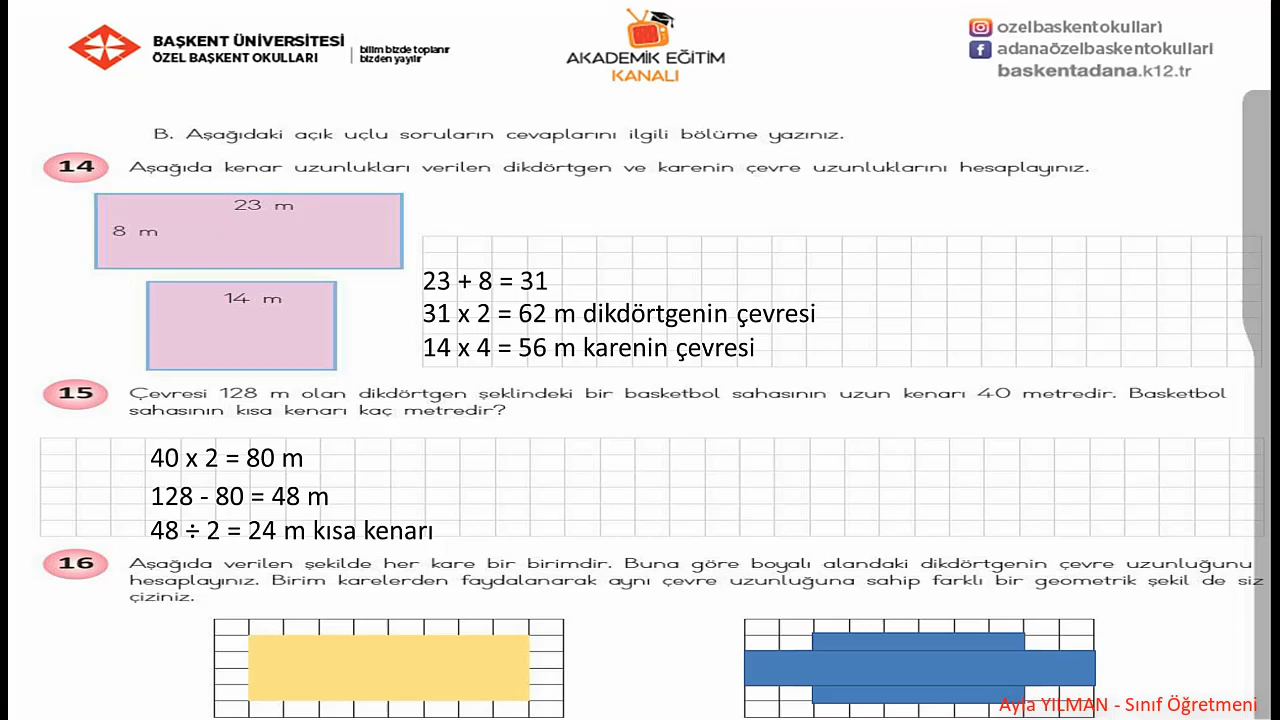 BAŞKENT ÜNİVERSİTESİ
ÖZEL BAŞKENT OKULLARI
bilim bizde toplanır
bizden yayılır
AKADEMİK EĞİTİM
KANALI
ozelbaskentokulları
adanaözelbaskentokullari
baskentadana.k12.tr
B. Aşağıdaki açık uçlu soruların cevaplarını ilgili bölüme yazınız.
14 Aşağıda kenar uzunlukları verilen dikdörtgen ve karenin çevre uzunluklarını hesaplayınız.
23 m
8 m
14 m
23 + 8 = 31
31 x 2 = 62 m dikdörtgenin çevresi
14 x 4 = 56 m karenin çevresi
15 Çevresi 128 m olan dikdörtgen şeklindeki bir basketbol sahasının uzun kenarı 40 metredir. Basketbol
sahasının kısa kenarı kaç metredir?
40 x 2 = 80 m
128 - 80 = 48 m
48 ÷ 2 = 24 m kısa kenarı
16 Aşağıda verilen şekilde her kare bir birimdir. Buna göre boyalı alandaki dikdörtgenin çevre uzunluğunu
hesaplayınız. Birim karelerden faydalanarak aynı çevre uzunluğuna sahip farklı bir geometrik şekil de siz
çiziniz.
Ayla YILMAN - Sınıf Öğretmeni